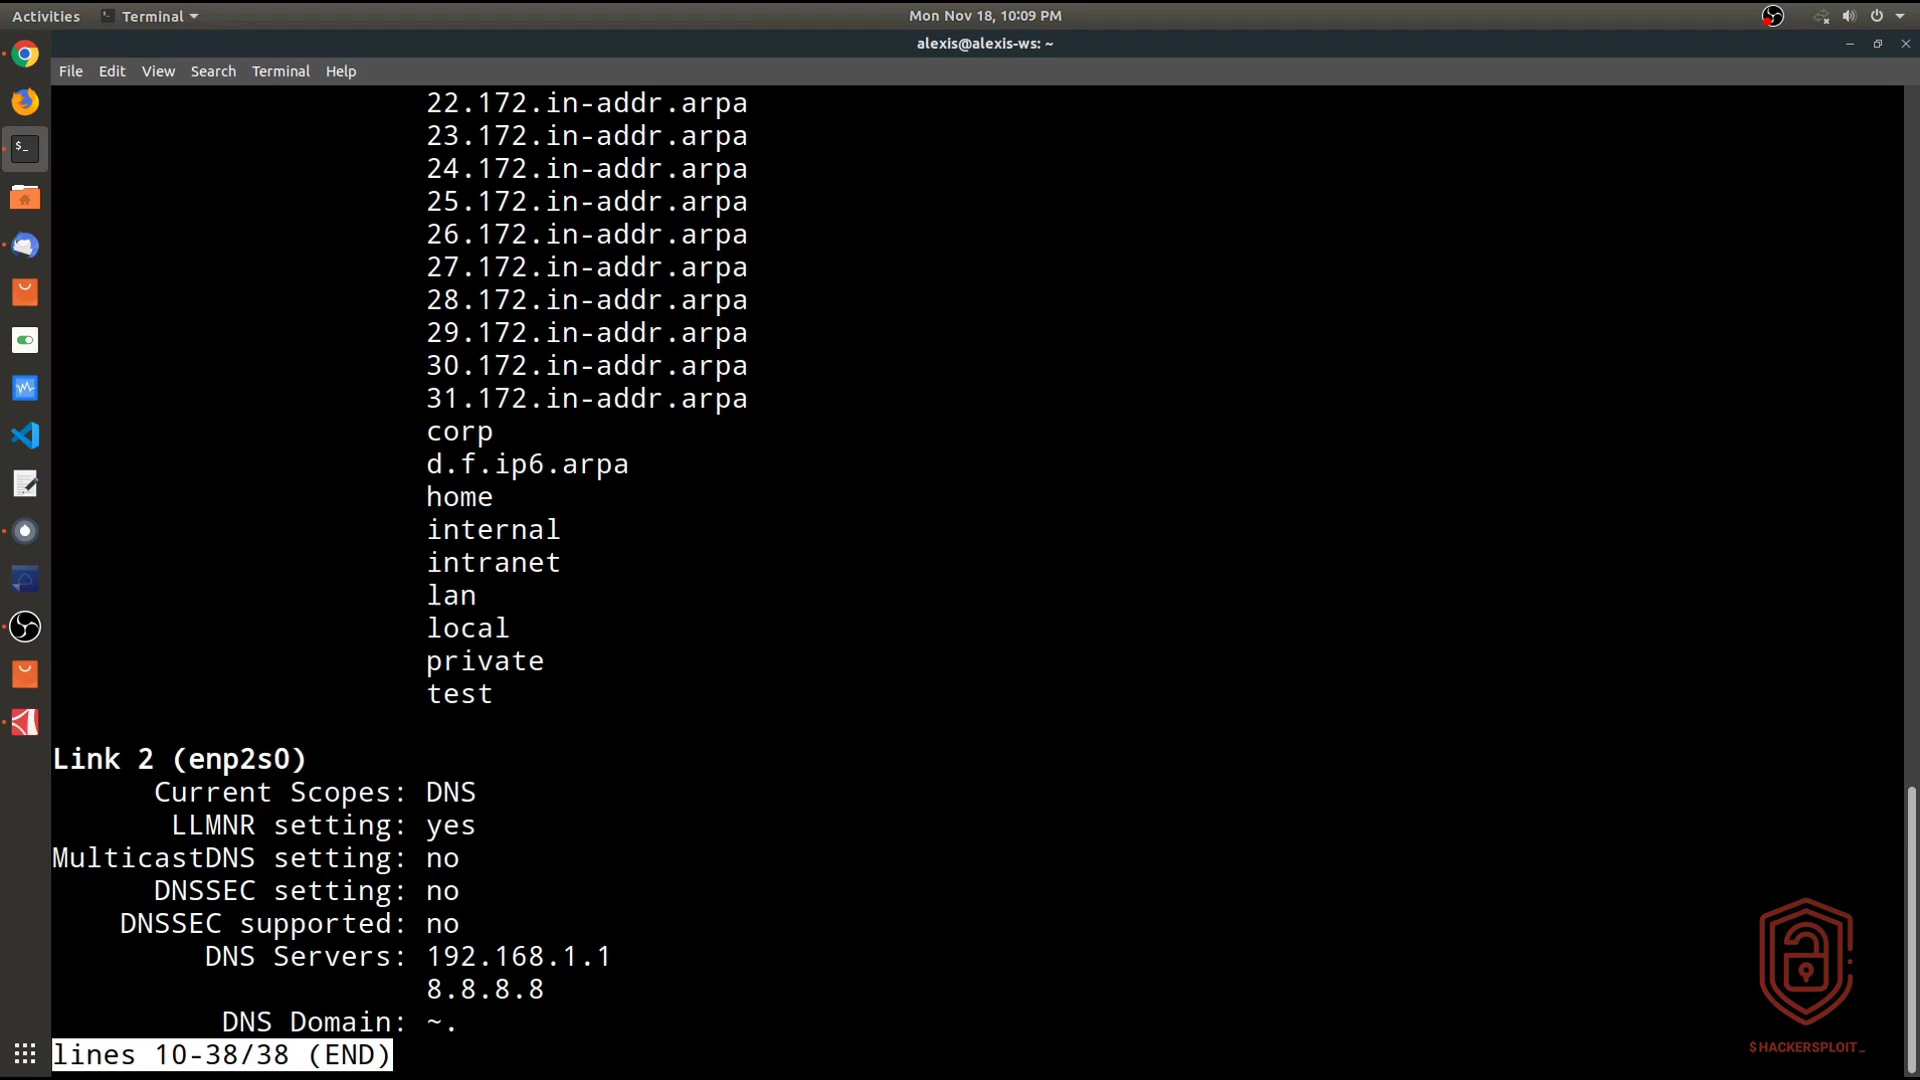 Activities Terminal Mon Nov 18, 10:09 PM
alexis@alexis-ws: ~
File Edit View Search Terminal Help
22.172.in-addr.arpa
23.172.in-addr.arpa
24.172.in-addr.arpa
25.172.in-addr.arpa
26.172.in-addr.arpa
27.172.in-addr.arpa
28.172.in-addr.arpa
29.172.in-addr.arpa
30.172.in-addr.arpa
31.172.in-addr.arpa
corp
d.f.ip6.arpa
home
internal
intranet
lan
local
private
test
Link 2 (enp2s0)
Current Scopes: DNS
LLMNR setting: yes
MulticastDNS setting: no
DNSSEC setting: no
DNSSEC supported: no
DNS Servers: 192.168.1.1
8.8.8.8
DNS Domain: ~.
lines 10-38/38 (END)
$HACKERSPLOIT_